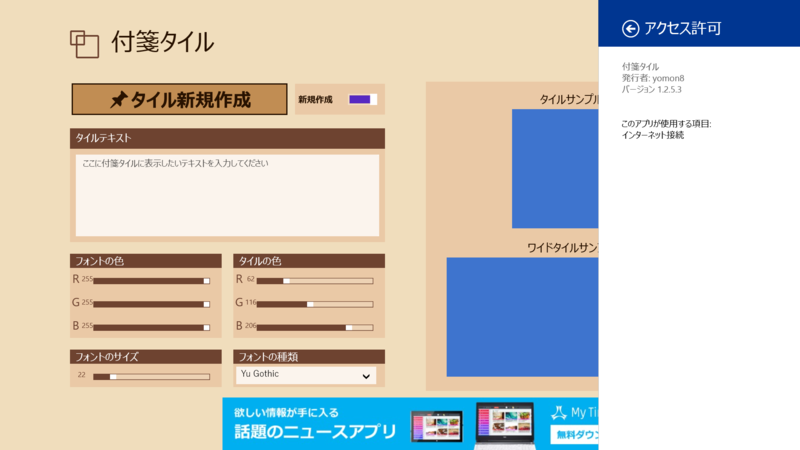 付箋タイル
タイル新規作成
新規作成
タイルテキスト
ここに付箋タイルに表示したいテキストを入力してください
フォントの色
R 255
G 255
B 255
タイルの色
R 62
G 116
B 206
フォントのサイズ
22
フォントの種類
Yu Gothic
タイルサンプル
ワイドタイルサン
欲しい情報が手に入る
話題のニュースアプリ
My Ti
無料ダウン
アクセス許可
付箋タイル
発行者: yomon8
バージョン 1.2.5.3
このアプリが使用する項目:
インターネット接続